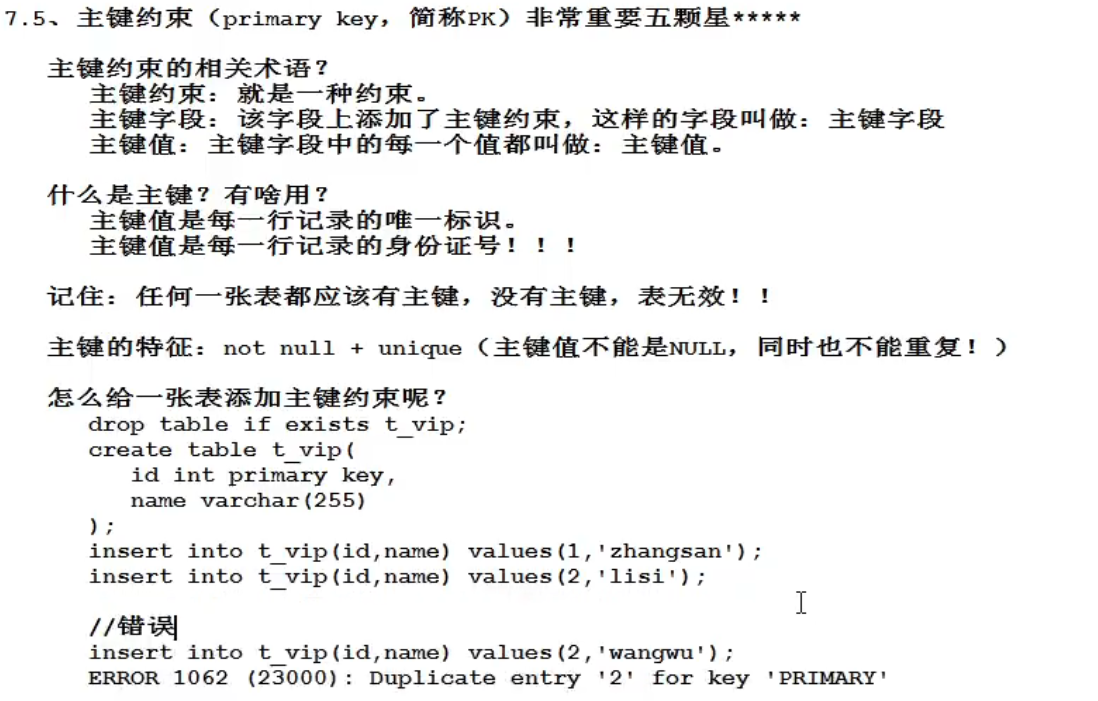 7.5、主键约束（primary key，简称PK）非常重要五颗星*****
主键约束的相关术语？
主键约束：就是一种约束。
主键字段：该字段上添加了主键约束，这样的字段叫做：主键字段
主键值：主键字段中的每一个值都叫做：主键值。
什么是主键？有啥用？
主键值是每一行记录的唯一标识。
主键值是每一行记录的身份证号！！！
记住：任何一张表都应该有主键，没有主键，表无效！！
主键的特征：not null + unique（主键值不能是NULL，同时也不能重复！）
怎么给一张表添加主键约束呢？
drop table if exists t_vip;
create table t_vip(
id int primary key,
name varchar(255)
);
insert into t_vip(id,name) values(1,'zhangsan');
insert into t_vip(id,name) values(2,'lisi');
//错误
insert into t_vip(id,name) values(2,'wangwu');
ERROR 1062 (23000): Duplicate entry '2' for key 'PRIMARY'